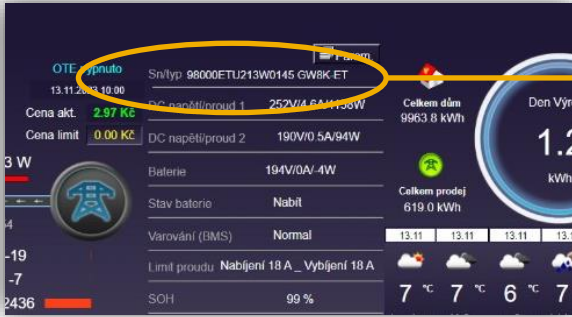 Param
OTE vypnuto
13.11.2023 10:00
Cena akt. 2.97 Kč
Cena limit 0.00 Kč
3 W
-19
-7
2436
Sn/typ 98000ETU213W0145 GW8K-ET
DC napětí/proud 1 252V/4.6A/1158W
DC napětí/proud 2 190V/0.5A/94W
Baterie 194V/0A/-4W
Stav baterie Nabit
Varování (BMS) Normal
Limit proudu Nabíjení 18 A _ Vybíjení 18 A
SOH 99 %
Celkem dům
9963.8 kWh
Celkem prodej
619.0 kWh
Den Výr
1.2
kWh
13.11 13.11 13.11 13.1
7 °C 7 °C 6 °C 7